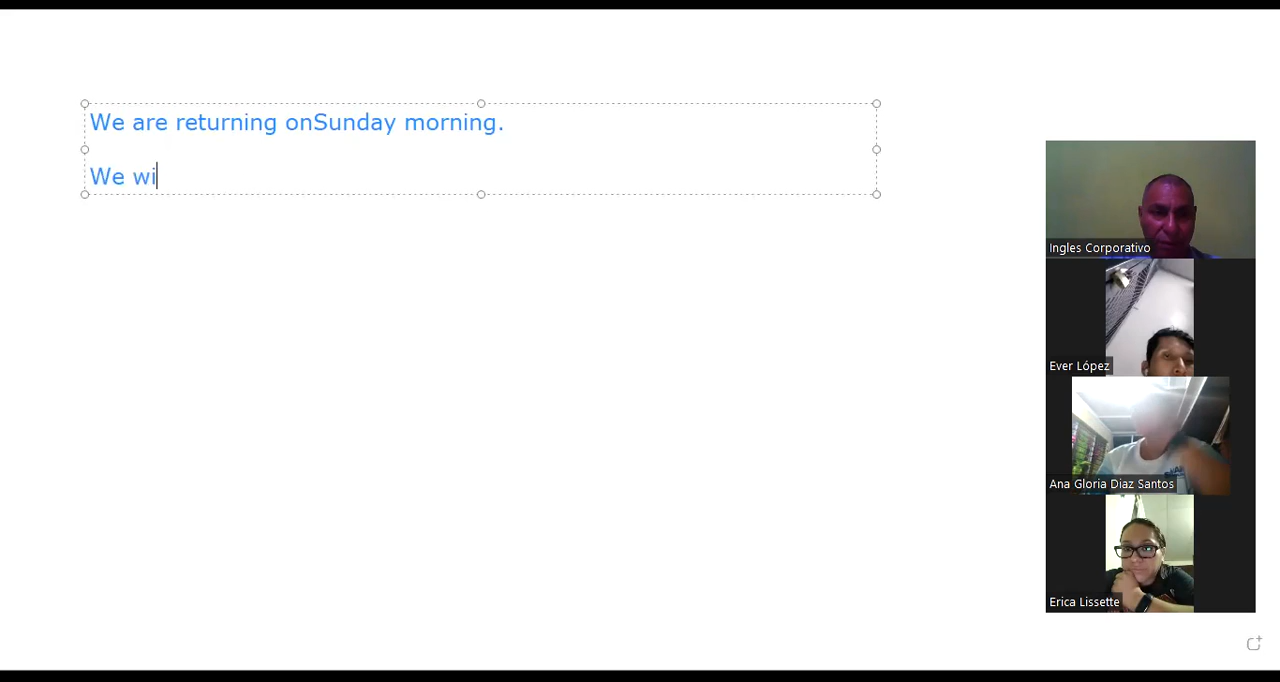 We are returning onSunday morning.
We wi
Ingles Corporativo
Ever López
Ana Gloria Diaz Santos
Erica Lissette